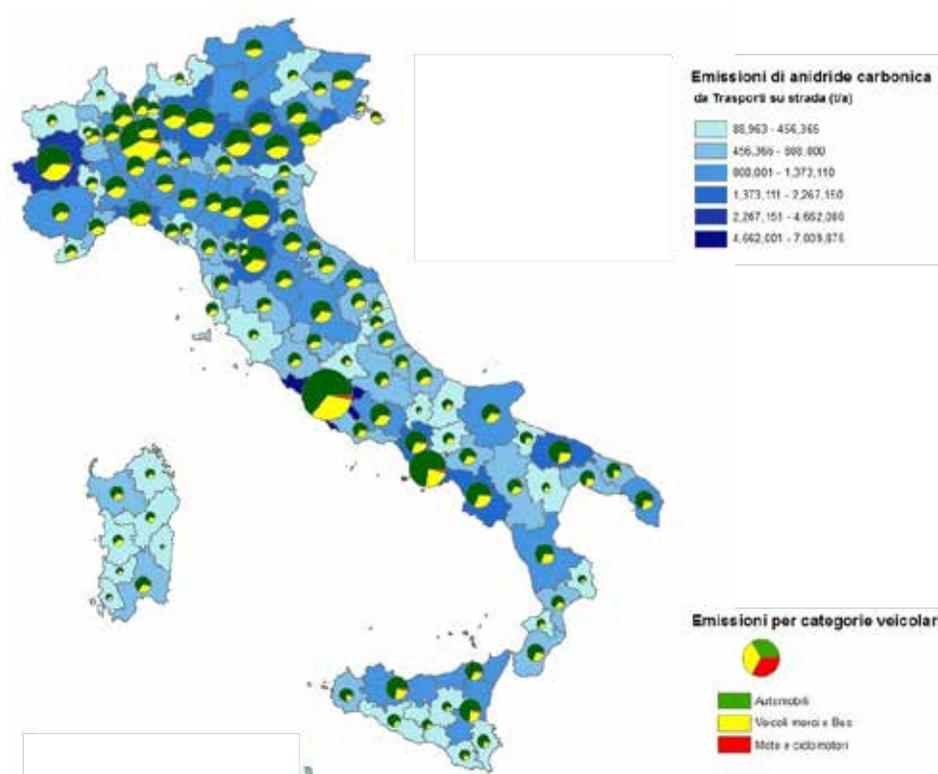 Emissioni di anidride carbonica
da Trasporti su strada (t/a)
88,963 - 456,365
456,366 - 808,000
800,001 - 1,373,110
1,373,111 - 2,267,150
2,267,151 - 4,662,000
4,662,001 - 7,009,876
Emissioni per categorie veicolar
Automobili
Veicoli merci e Bus
Moto e ciclomotori